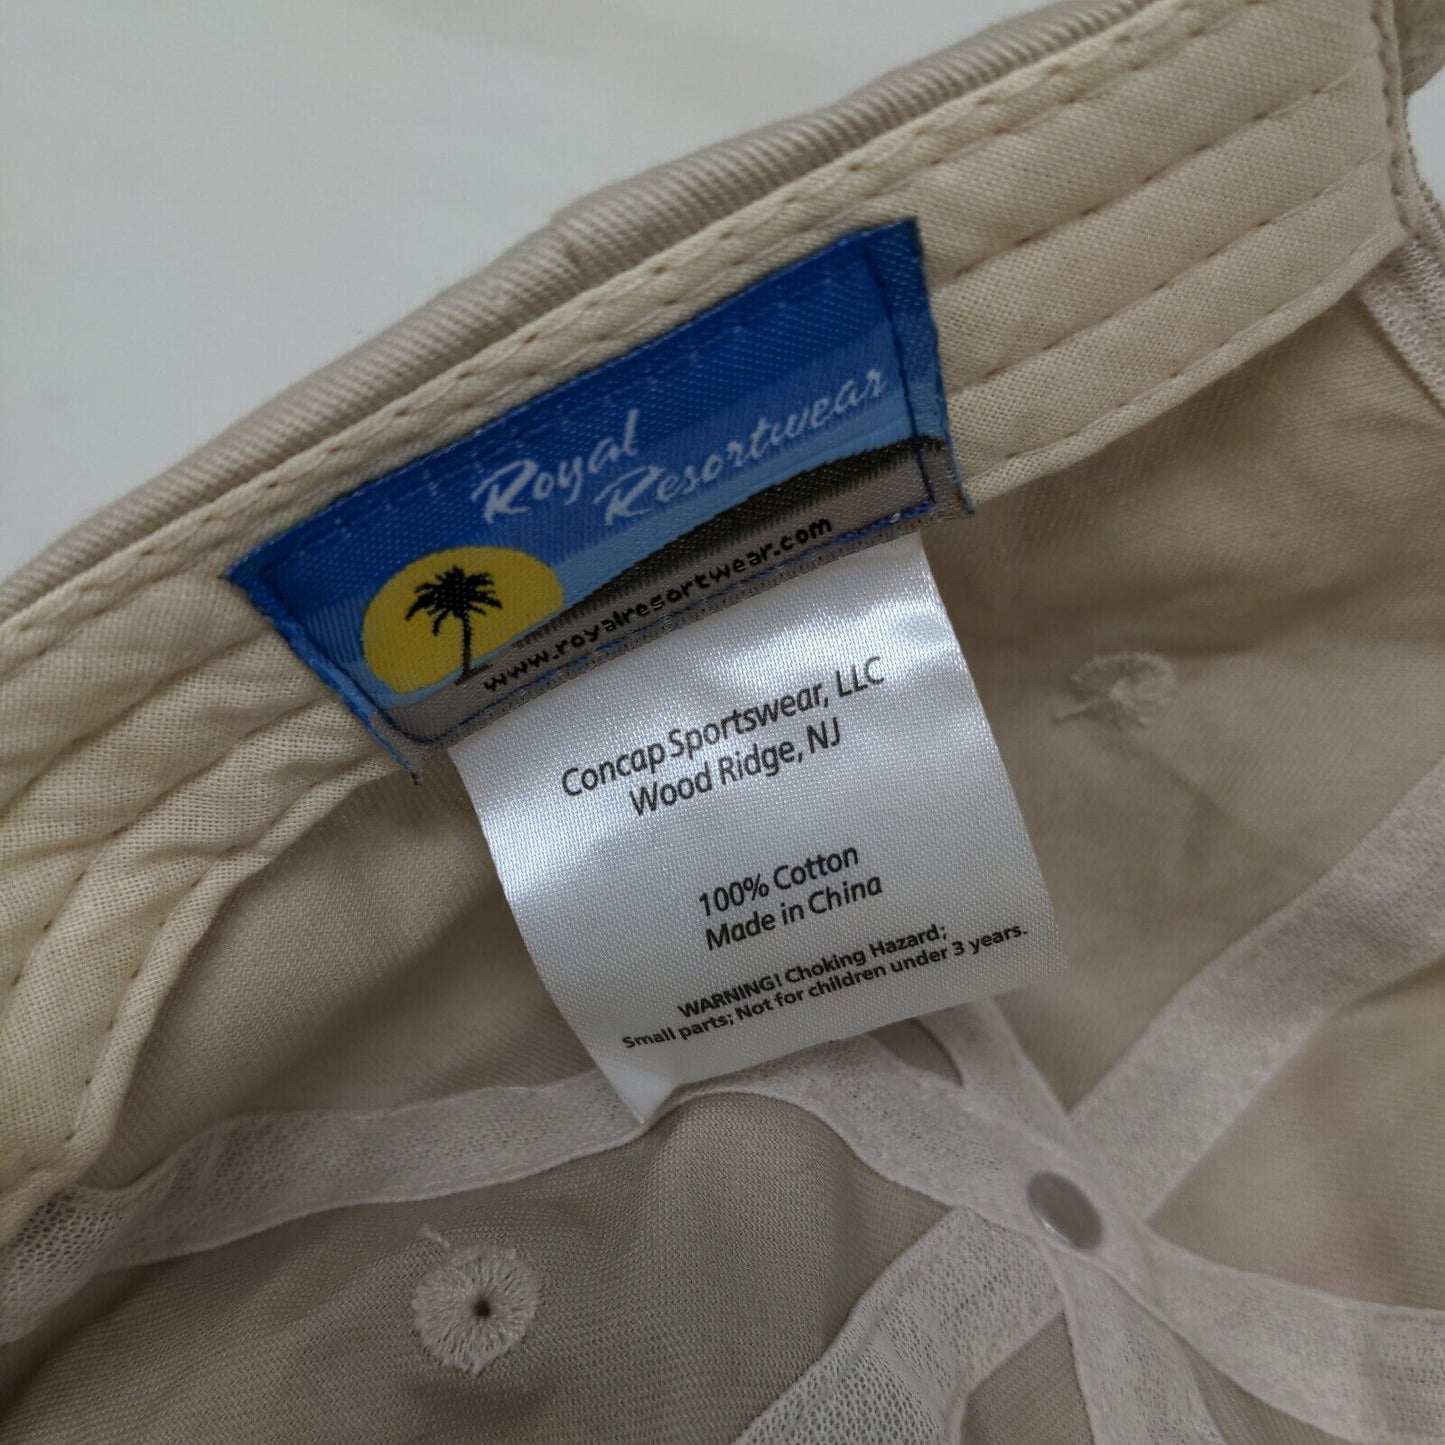 Royal
Resortwear
www.royalresortwear.com
Concap Sportswear, LLC
Wood Ridge, NJ
100% Cotton
Made in China
WARNING! Choking Hazard;
Small parts; Not for children under 3 years.